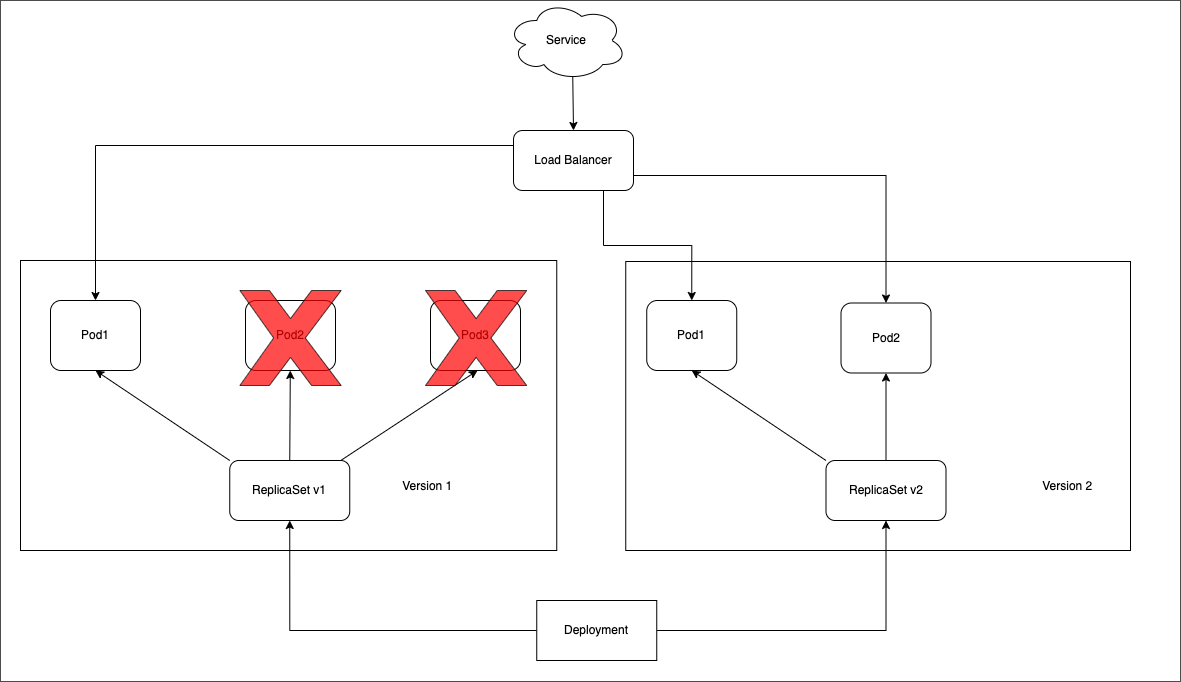 Service
Load Balancer
Pod1
Pod2
Pod3
Pod1
Pod2
ReplicaSet v1
Version 1
ReplicaSet v2
Version 2
Deployment